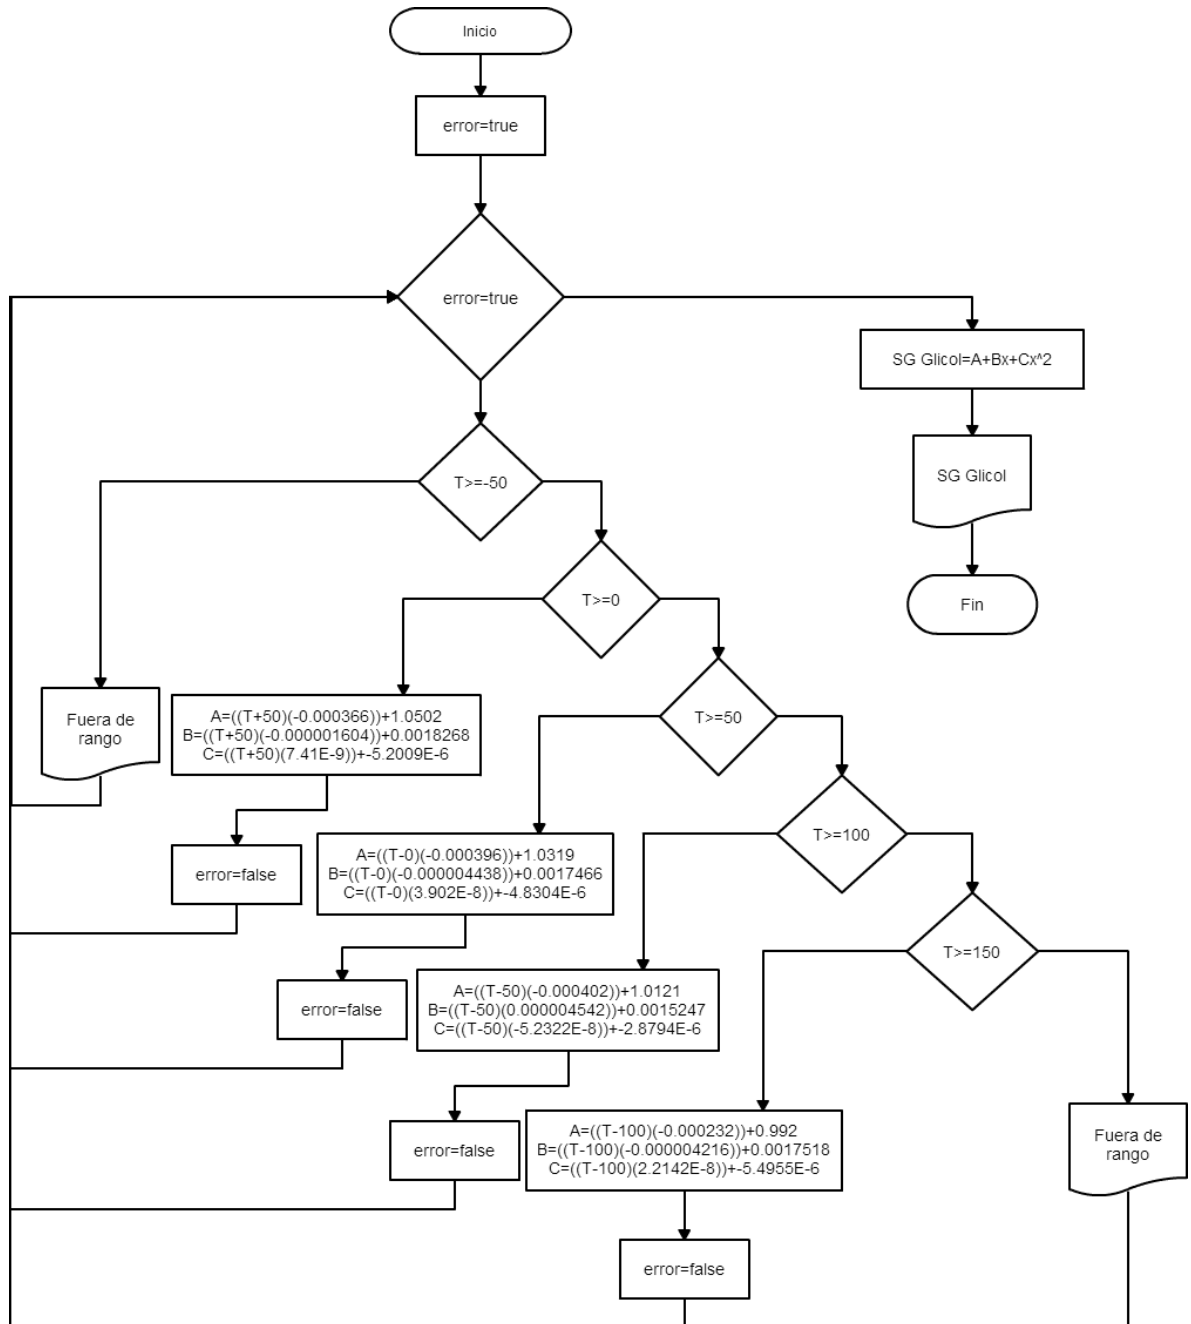 Inicio
error=true
error=true
SG Glicol=A+Bx+Cx^2
SG Glicol
Fin
T>=-50
T>=0
T>=50
T>=100
T>=150
Fuera de
rango
A=((T+50)(-0.000366))+1.0502
B=((T+50)(-0.000001604))+0.0018268
C=((T+50)(7.41E-9))+-5.2009E-6
error=false
A=((T-0)(-0.000396))+1.0319
B=((T-0)(-0.000004438))+0.0017466
C=((T-0)(3.902E-8))+-4.8304E-6
error=false
A=((T-50)(-0.000402))+1.0121
B=((T-50)(0.000004542))+0.0015247
C=((T-50)(-5.2322E-8))+-2.8794E-6
error=false
A=((T-100)(-0.000232))+0.992
B=((T-100)(-0.000004216))+0.0017518
C=((T-100)(2.2142E-8))+-5.4955E-6
error=false
Fuera de
rango